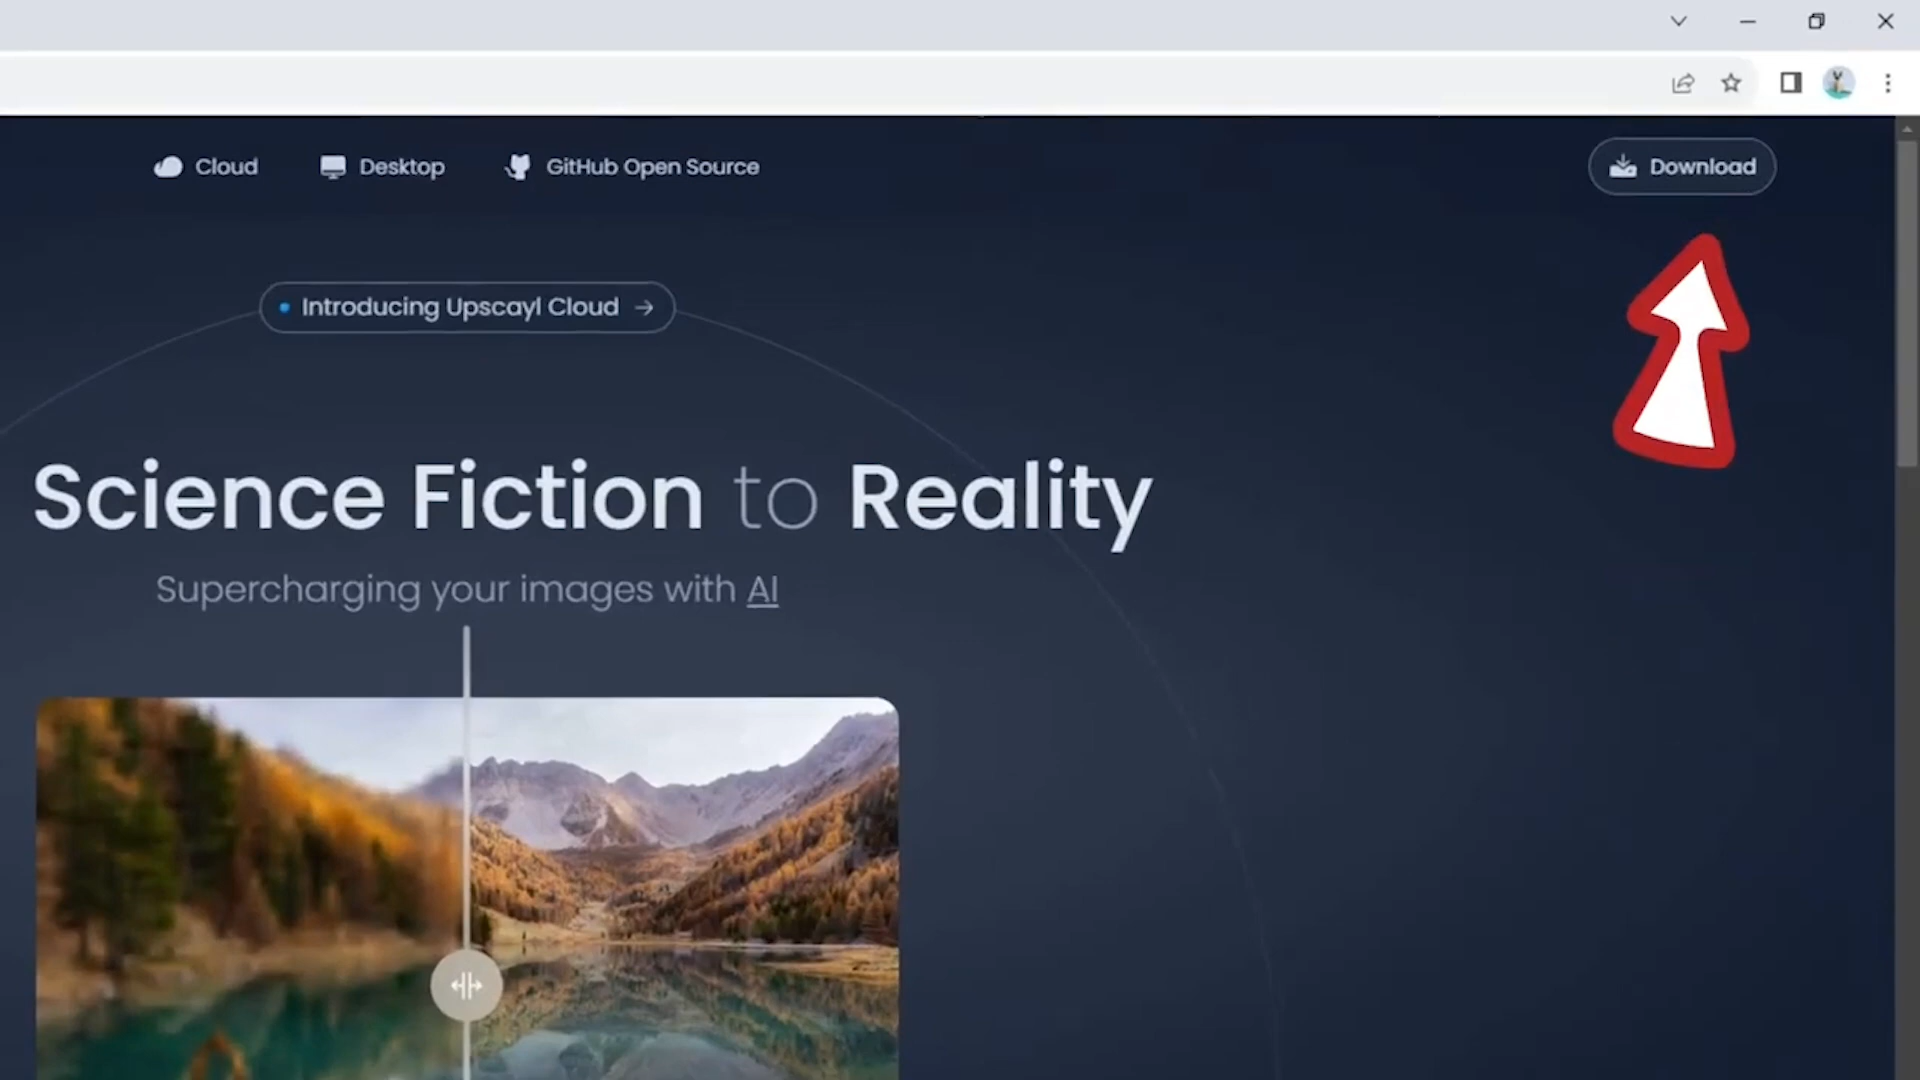 Cloud
Desktop
GitHub Open Source
Download
Introducing Upscayl Cloud →
Science Fiction to Reality
Supercharging your images with AI